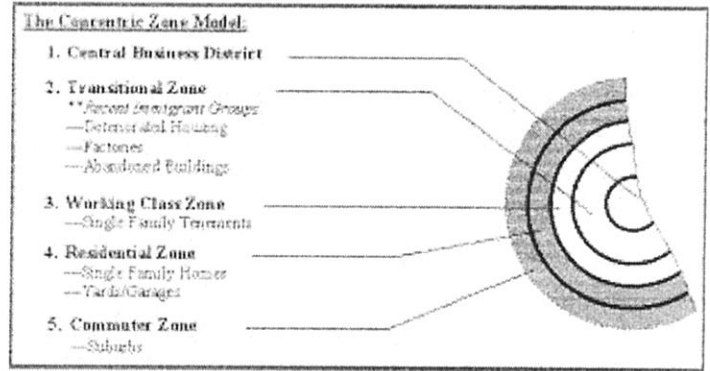 The Concentric Zone Model:
1. Central Business District
2. Transitional Zone
**Recent Immigrant Groups
—Deteriorated Housing
—Factories
—Abandoned Buildings
3. Working Class Zone
—Single Family Tenements
4. Residential Zone
—Single Family Homes
—Yards/Garages
5. Commuter Zone
—Suburbs